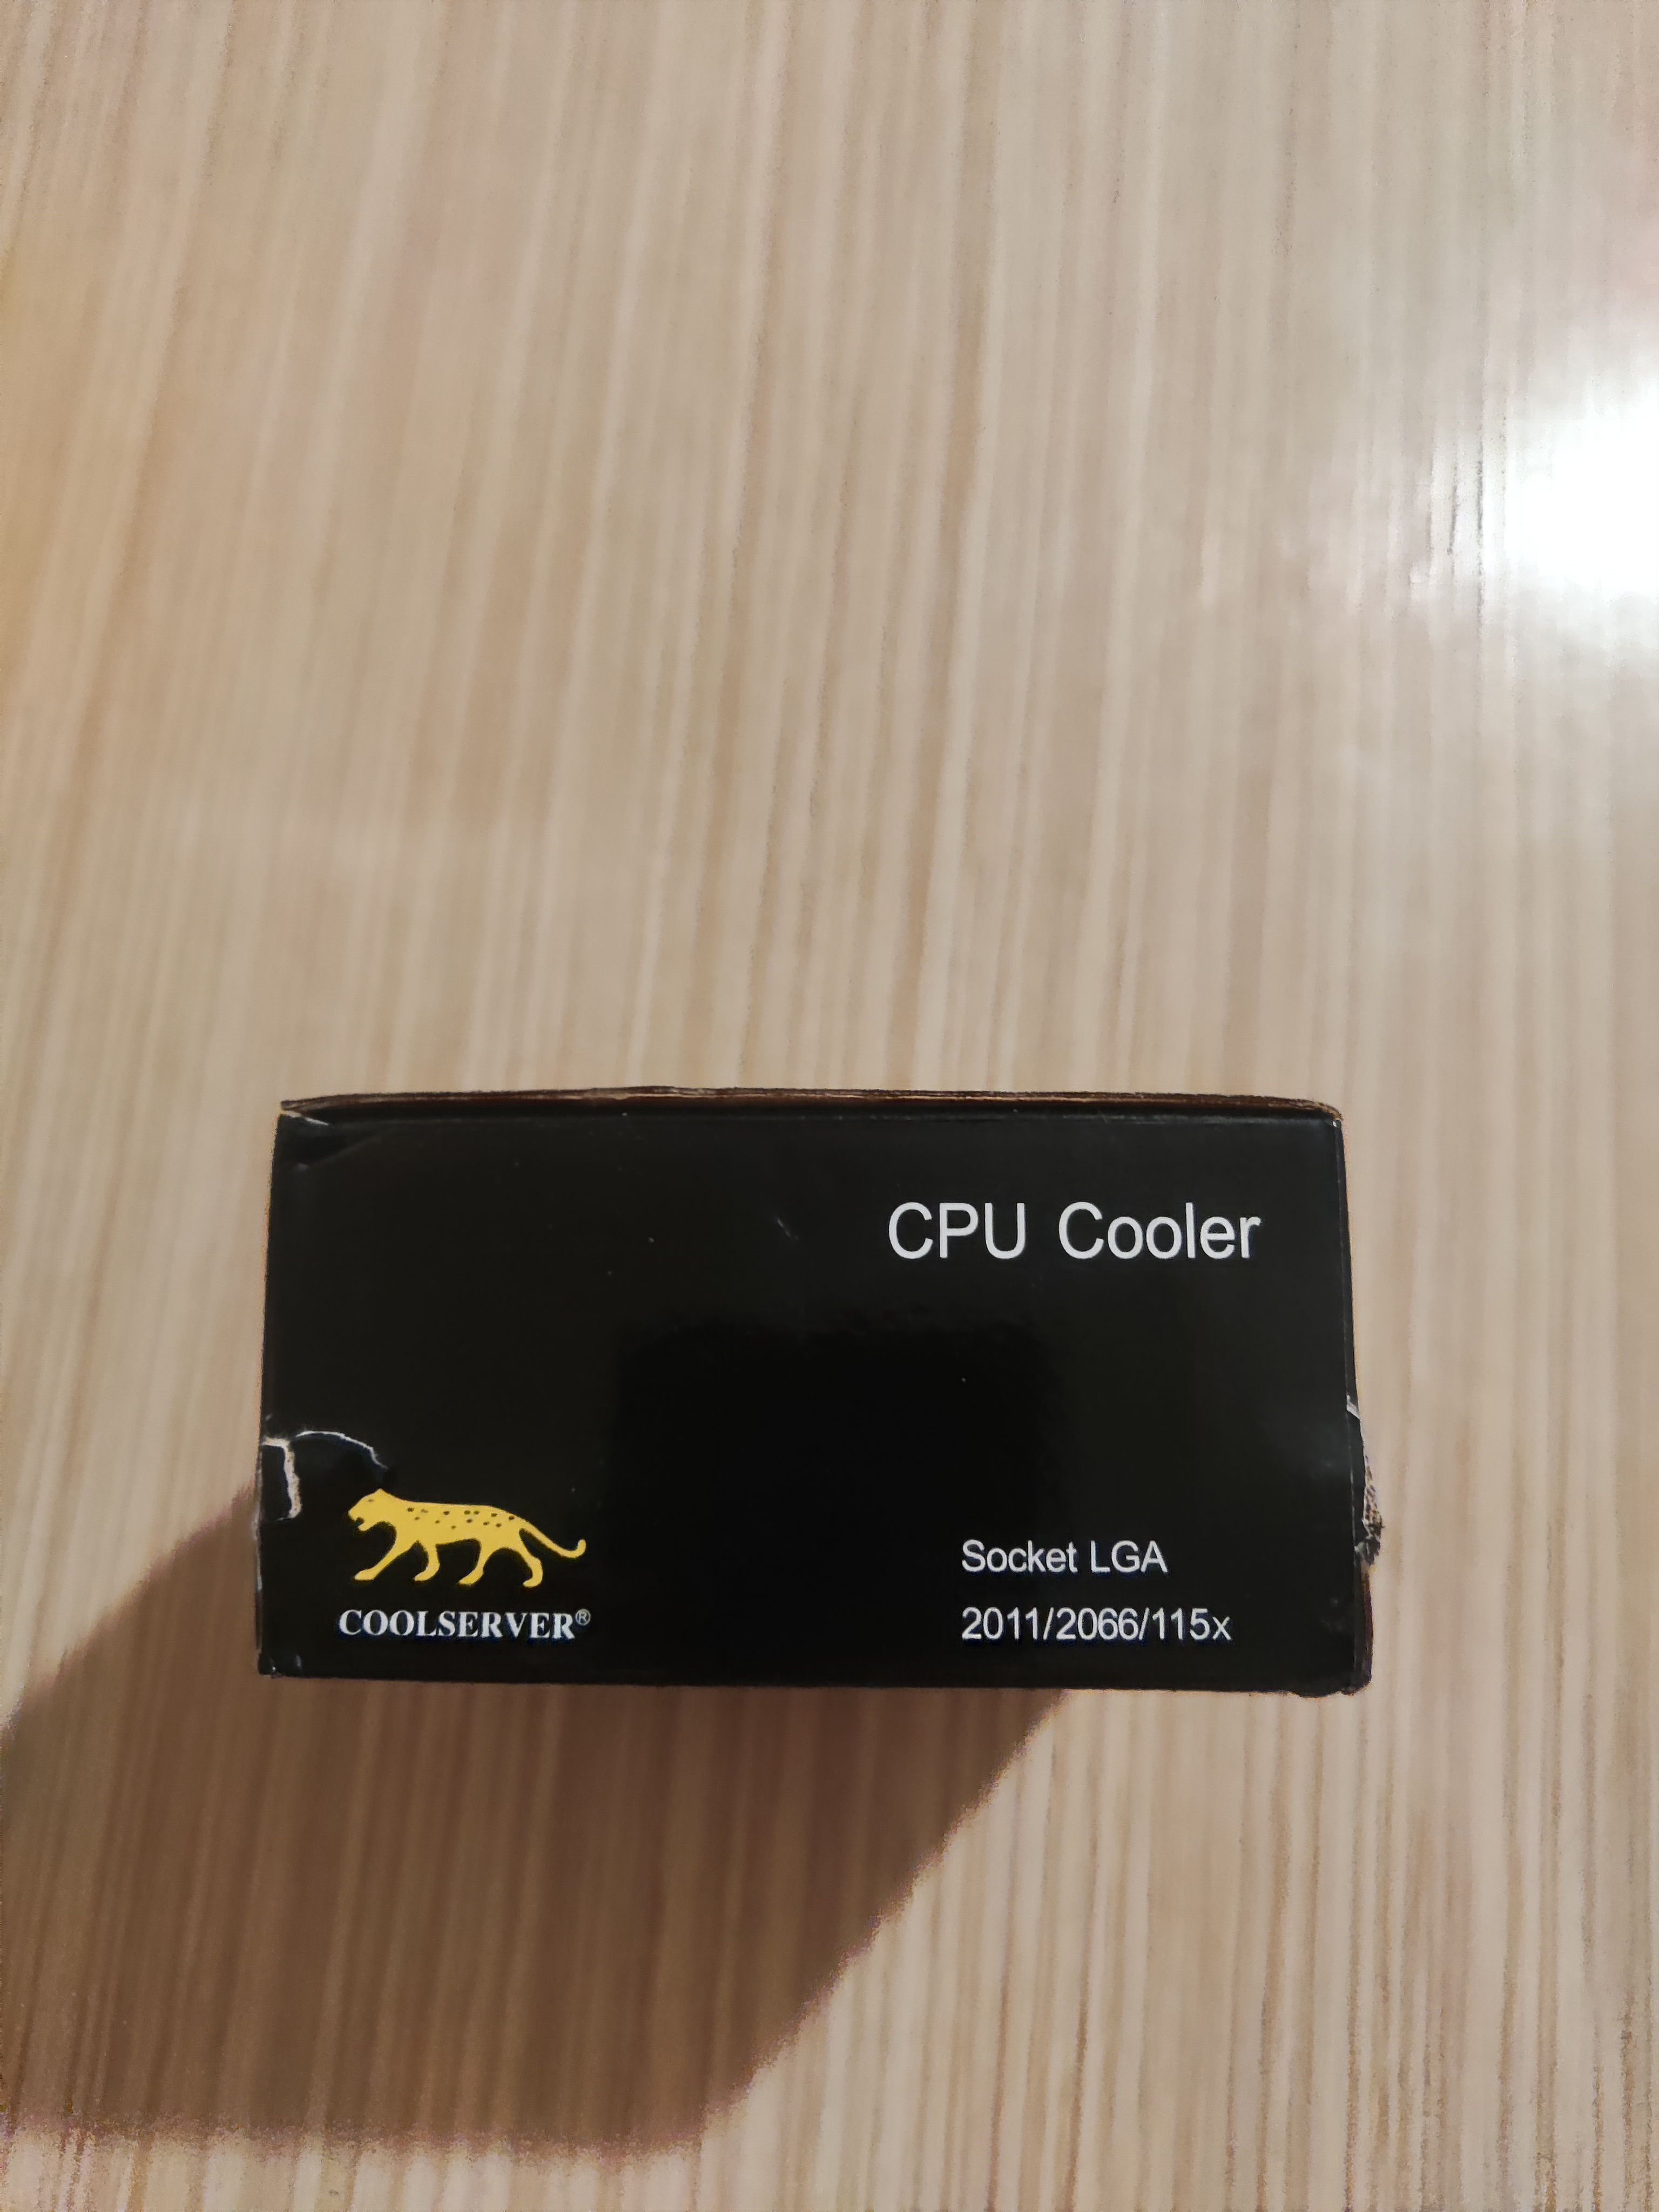 CPU Cooler
COOLSERVER®
Socket LGA
2011/2066/115x